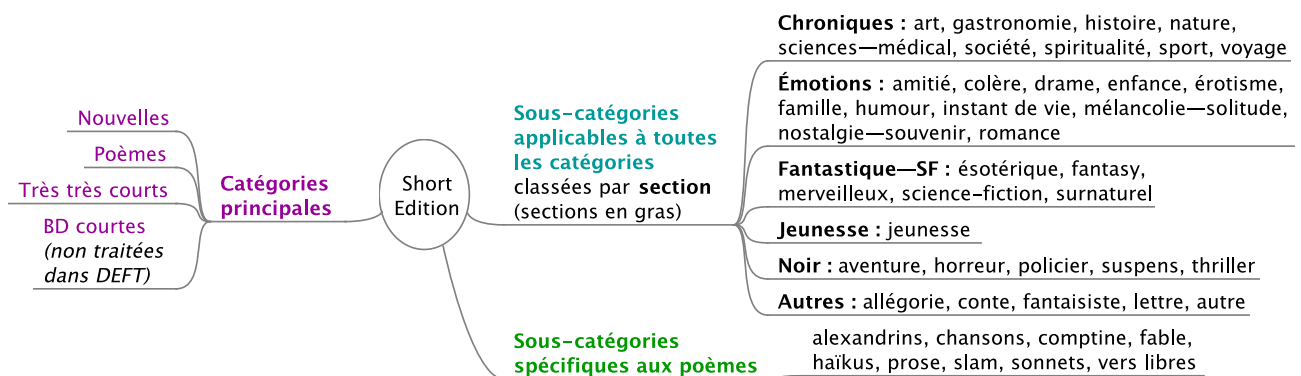 Nouvelles
Poèmes
Très très courts
BD courtes
(non traitées
dans DEFT)
Catégories
principales
Short
Edition
Sous-catégories
applicables à toutes
les catégories
classées par section
(sections en gras)
Chroniques : art, gastronomie, histoire, nature,
sciences—médical, société, spiritualité, sport, voyage
Émotions : amitié, colère, drame, enfance, érotisme,
famille, humour, instant de vie, mélancolie—solitude,
nostalgie—souvenir, romance
Fantastique—SF : ésotérique, fantasy,
merveilleux, science-fiction, surnaturel
Jeunesse : jeunesse
Noir : aventure, horreur, policier, suspens, thriller
Autres : allégorie, conte, fantaisiste, lettre, autre
Sous-catégories
spécifiques aux poèmes
alexandrins, chansons, comptine, fable,
haïkus, prose, slam, sonnets, vers libres